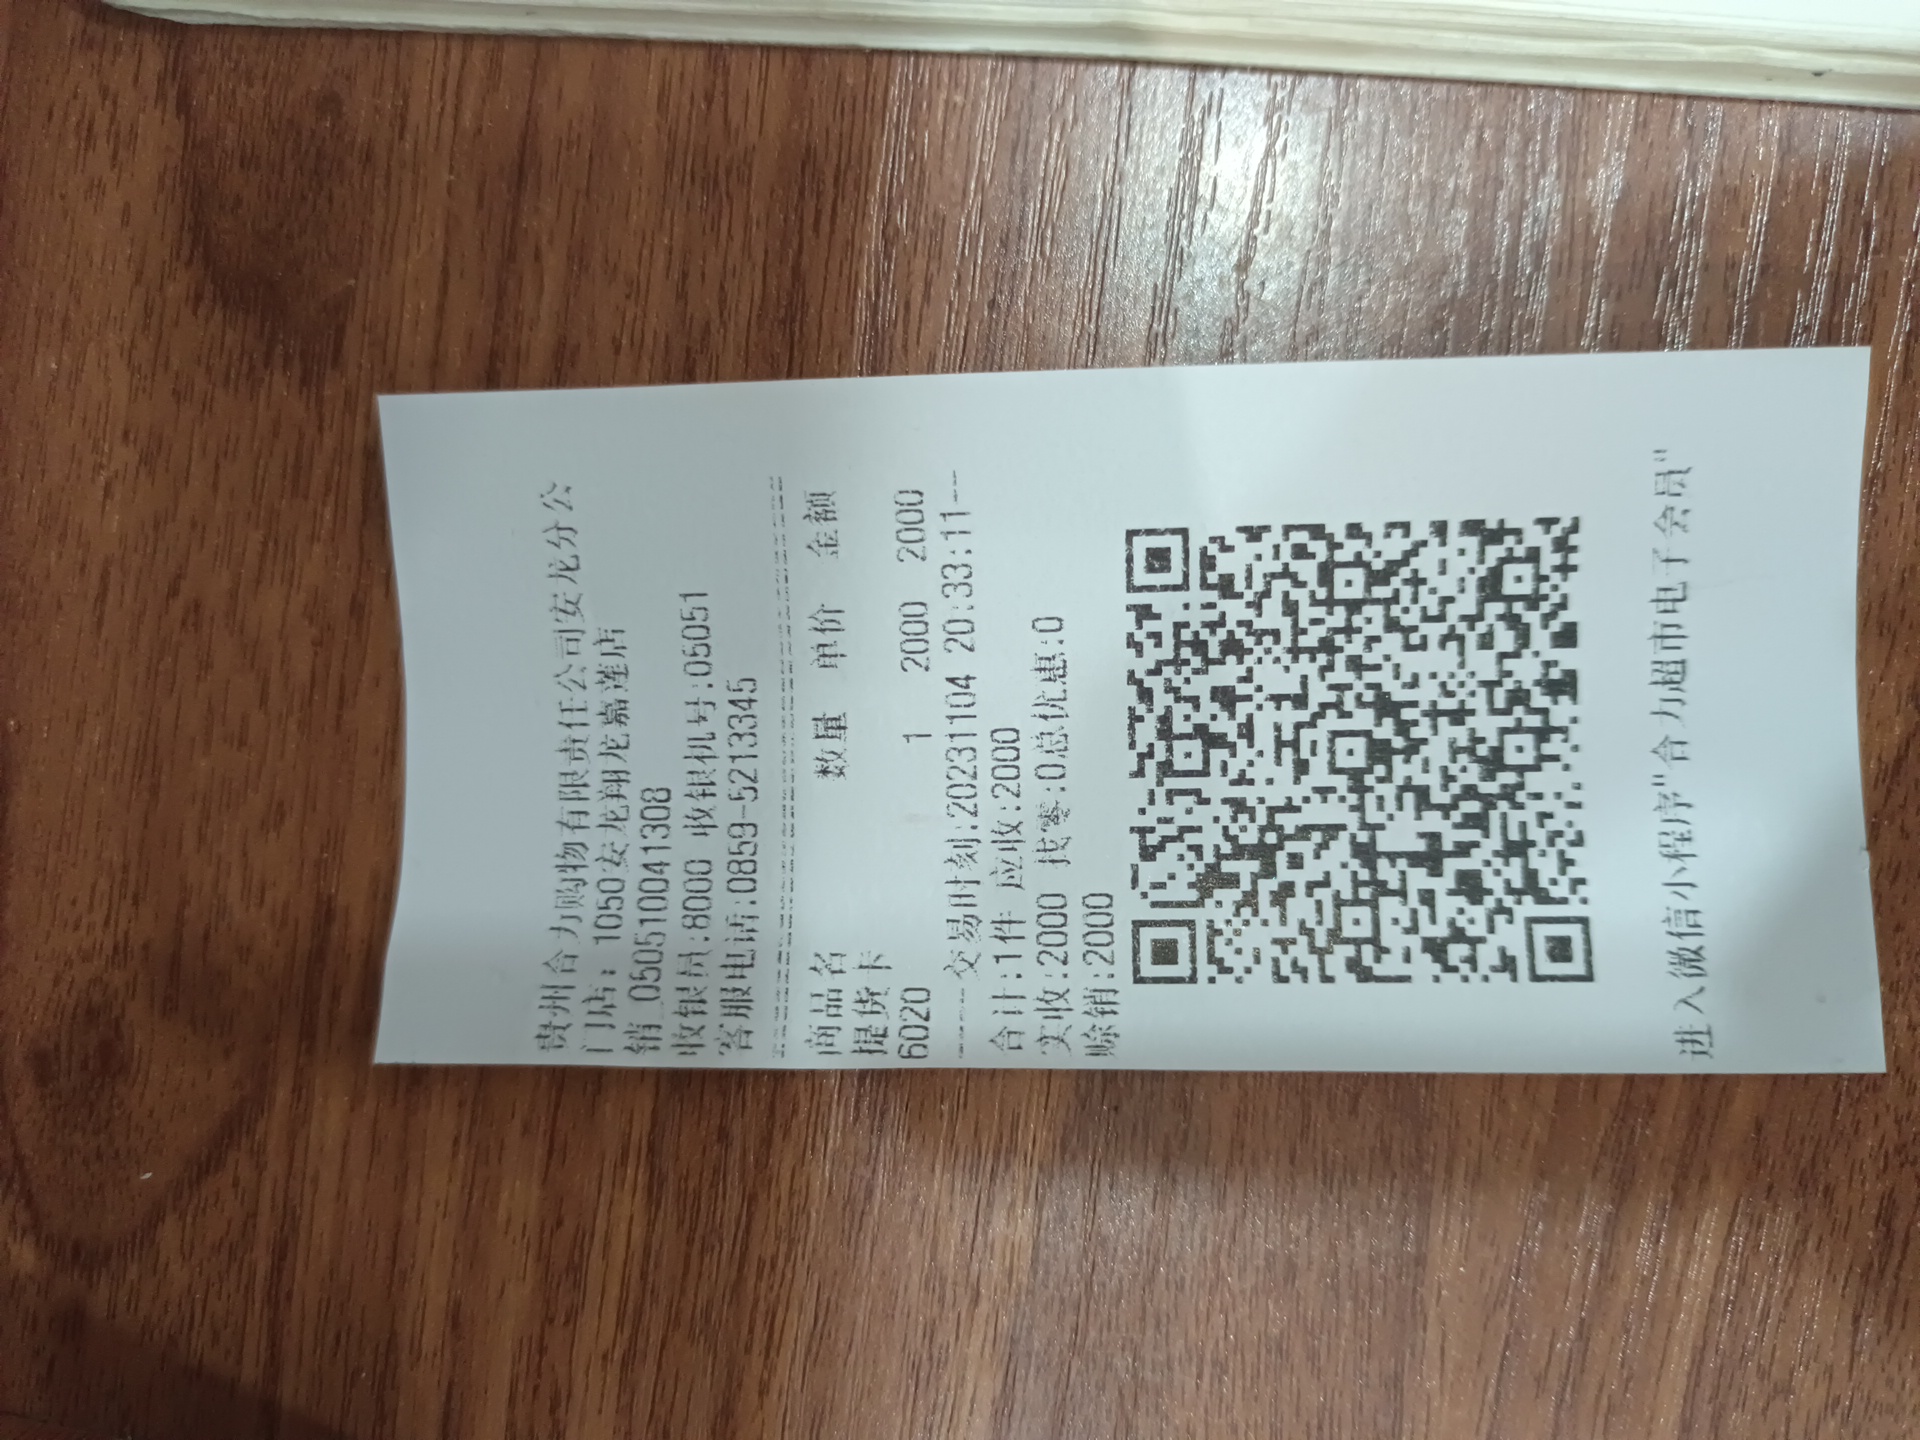 贵州合力购物有限责任公司安龙分公
门店: 1050安龙翔龙嘉莲店
销_050510041308
收银员:8000 收银机号:05051
客服电话:0859-5213345
商品名 数量 单价 金额
提货卡
6020 1 2000 2000
----交易时刻:20231104 20:33:11--
合计:1件 应收:2000
实收:2000 找零:0总优惠:0
赊销:2000
进入微信小程序"合力超市电子会员"